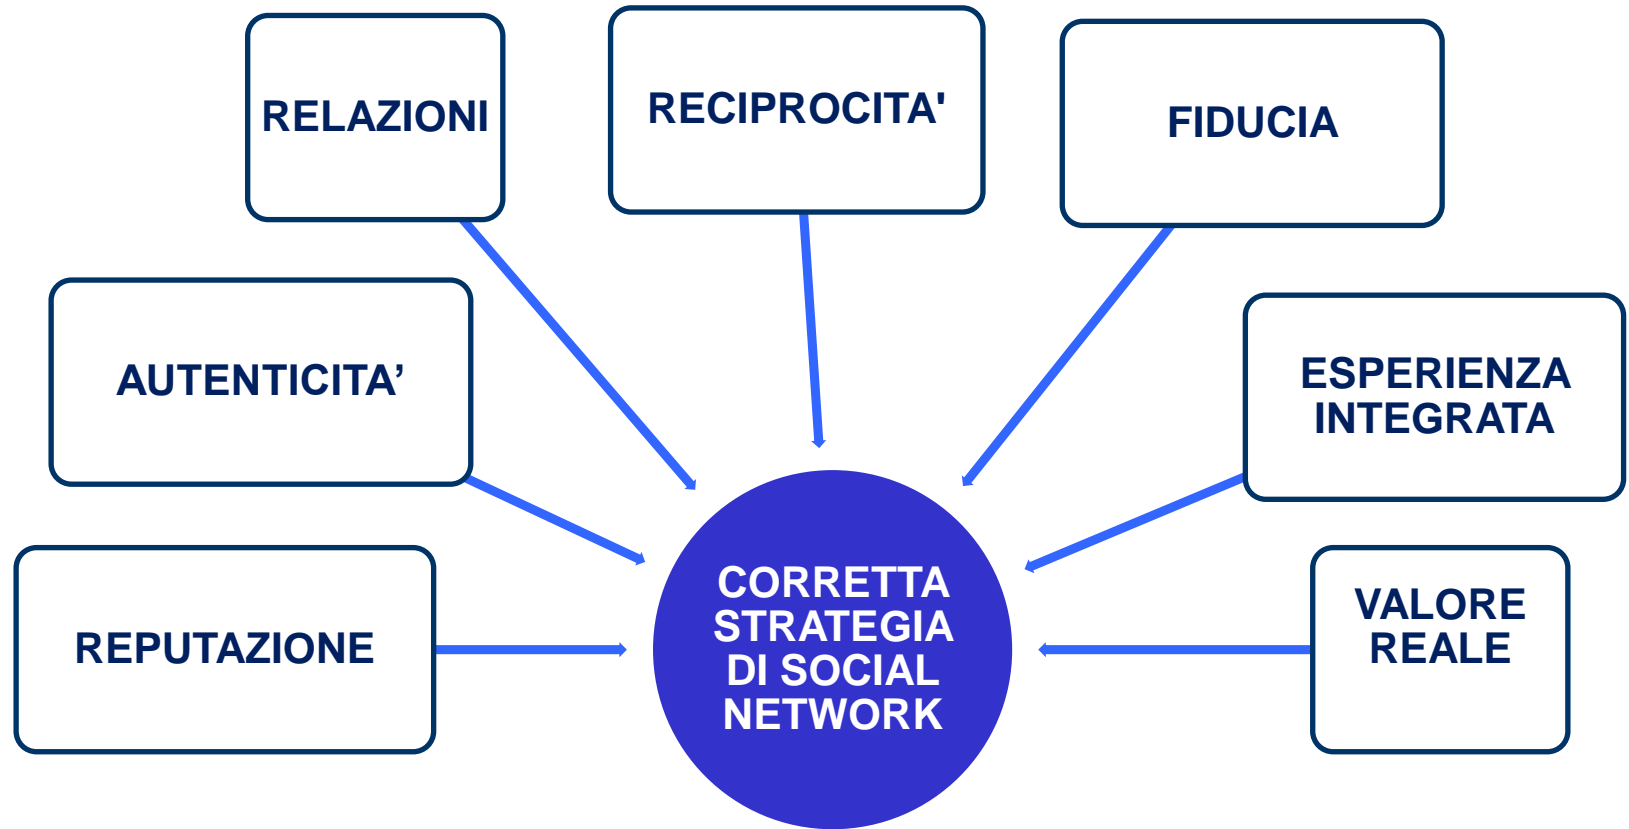 RELAZIONI
RECIPROCITA'
FIDUCIA
AUTENTICITA’
ESPERIENZA
INTEGRATA
REPUTAZIONE
CORRETTA
STRATEGIA
DI SOCIAL
NETWORK
VALORE
REALE